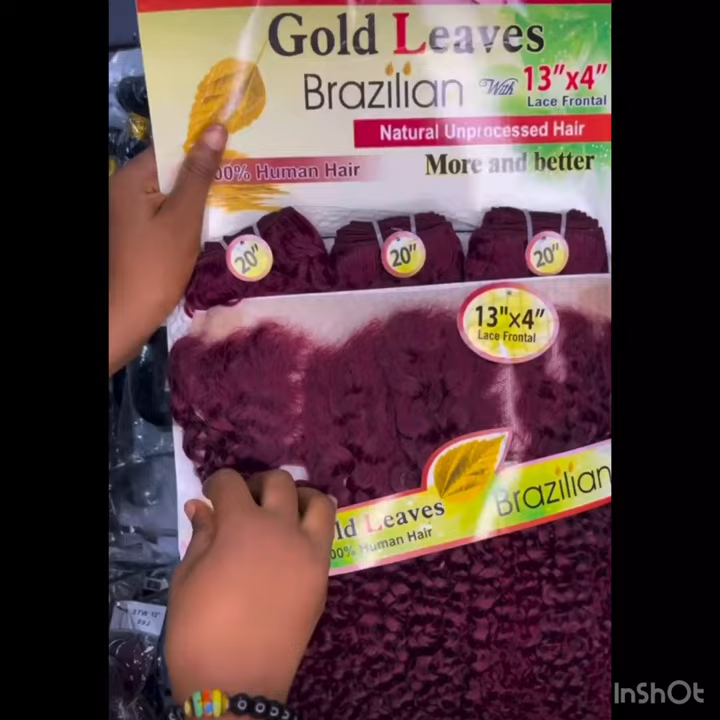 Gold Leaves
Brazilian With 13"x4"
Lace Frontal
Natural Unprocessed Hair
00% Human Hair
More and better
20"
20"
20"
13"x4"
Lace Frontal
ld Leaves
00% Human Hair
Brazilian
InShOt